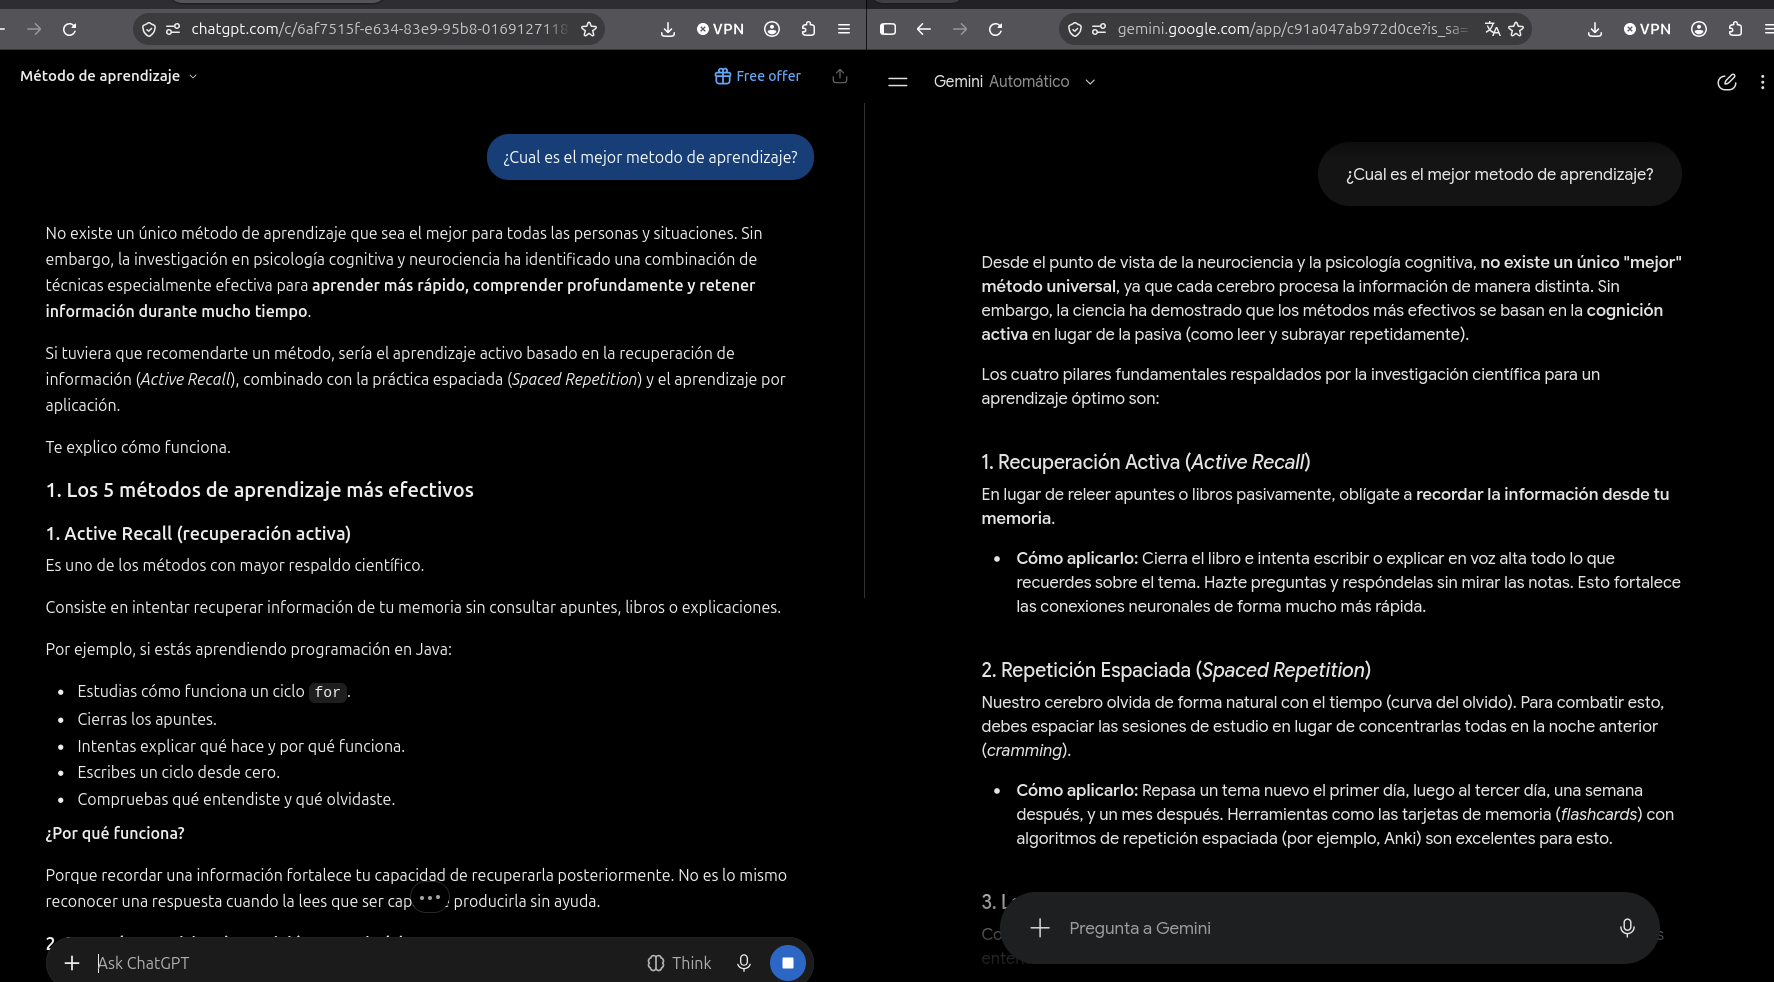 chatgpt.com/c/6af7515f-e634-83e9-95b8-0169127118
VPN
Método de aprendizaje
Free offer
¿Cual es el mejor metodo de aprendizaje?
No existe un único método de aprendizaje que sea el mejor para todas las personas y situaciones. Sin
embargo, la investigación en psicología cognitiva y neurociencia ha identificado una combinación de
técnicas especialmente efectiva para aprender más rápido, comprender profundamente y retener
información durante mucho tiempo.
Si tuviera que recomendarte un método, sería el aprendizaje activo basado en la recuperación de
información (Active Recall), combinado con la práctica espaciada (Spaced Repetition) y el aprendizaje por
aplicación.
Te explico cómo funciona.
1. Los 5 métodos de aprendizaje más efectivos
1. Active Recall (recuperación activa)
Es uno de los métodos con mayor respaldo científico.
Consiste en intentar recuperar información de tu memoria sin consultar apuntes, libros o explicaciones.
Por ejemplo, si estás aprendiendo programación en Java:
• Estudias cómo funciona un ciclo for.
• Cierras los apuntes.
• Intentas explicar qué hace y por qué funciona.
• Escribes un ciclo desde cero.
• Compruebas qué entendiste y qué olvidaste.
¿Por qué funciona?
Porque recordar una información fortalece tu capacidad de recuperarla posteriormente. No es lo mismo
reconocer una respuesta cuando la lees que ser producirla sin ayuda.
2.
Ask ChatGPT
Think
gemini.google.com/app/c91a047ab972d0ce?is_sa=
VPN
Gemini Automático
¿Cual es el mejor metodo de aprendizaje?
Desde el punto de vista de la neurociencia y la psicología cognitiva, no existe un único "mejor"
método universal, ya que cada cerebro procesa la información de manera distinta. Sin
embargo, la ciencia ha demostrado que los métodos más efectivos se basan en la cognición
activa en lugar de la pasiva (como leer y subrayar repetidamente).
Los cuatro pilares fundamentales respaldados por la investigación científica para un
aprendizaje óptimo son:
1. Recuperación Activa (Active Recall)
En lugar de releer apuntes o libros pasivamente, oblígate a recordar la información desde tu
memoria.
• Cómo aplicarlo: Cierra el libro e intenta escribir o explicar en voz alta todo lo que
recuerdes sobre el tema. Hazte preguntas y respóndelas sin mirar las notas. Esto fortalece
las conexiones neuronales de forma mucho más rápida.
2. Repetición Espaciada (Spaced Repetition)
Nuestro cerebro olvida de forma natural con el tiempo (curva del olvido). Para combatir esto,
debes espaciar las sesiones de estudio en lugar de concentrarlas todas en la noche anterior
(cramming).
• Cómo aplicarlo: Repasa un tema nuevo el primer día, luego al tercer día, una semana
después, y un mes después. Herramientas como las tarjetas de memoria (flashcards) con
algoritmos de repetición espaciada (por ejemplo, Anki) son excelentes para esto.
3.
Pregunta a Gemini